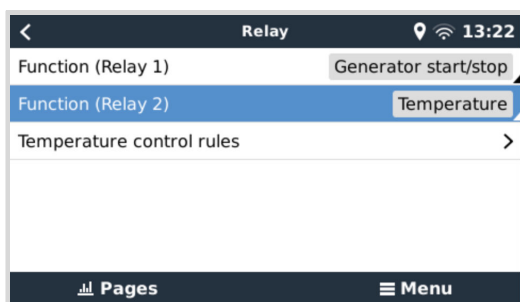 Relay 13:22
Function (Relay 1) Generator start/stop
Function (Relay 2) Temperature
Temperature control rules
Pages Menu